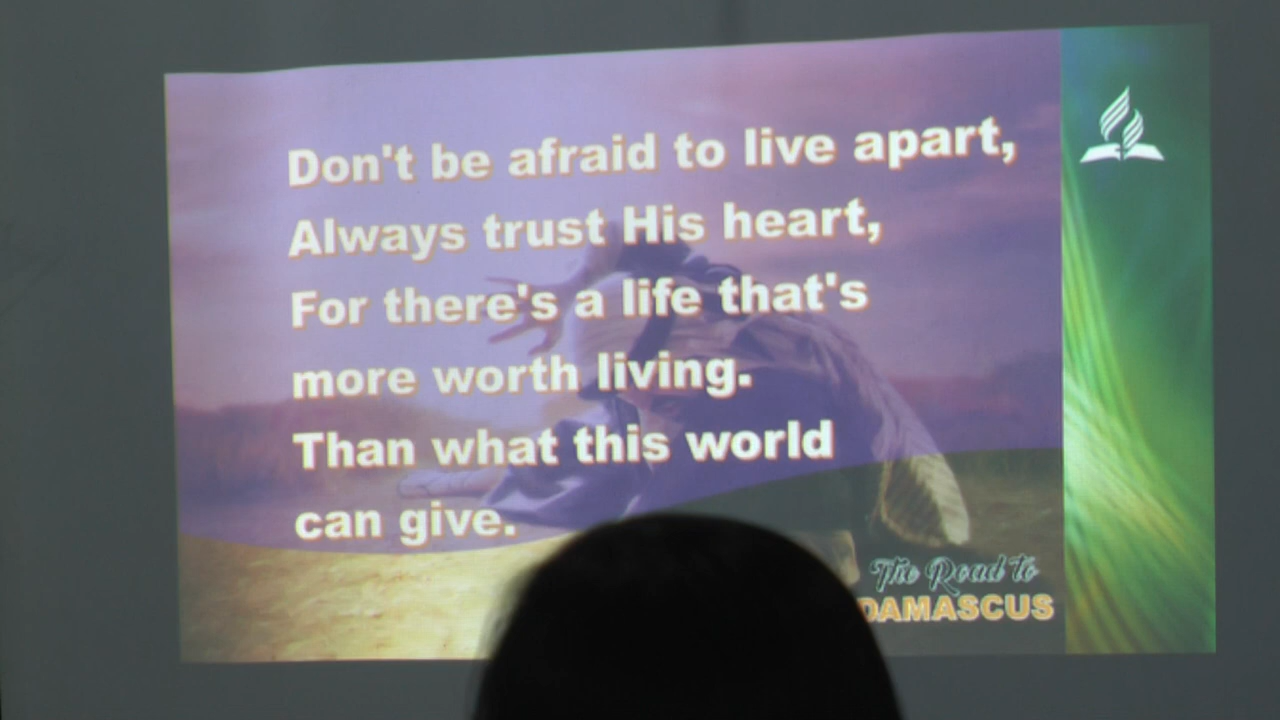 Don't be afraid to live apart,
Always trust His heart,
For there's a life that's
more worth living.
Than what this world
can give.
The Road to
DAMASCUS